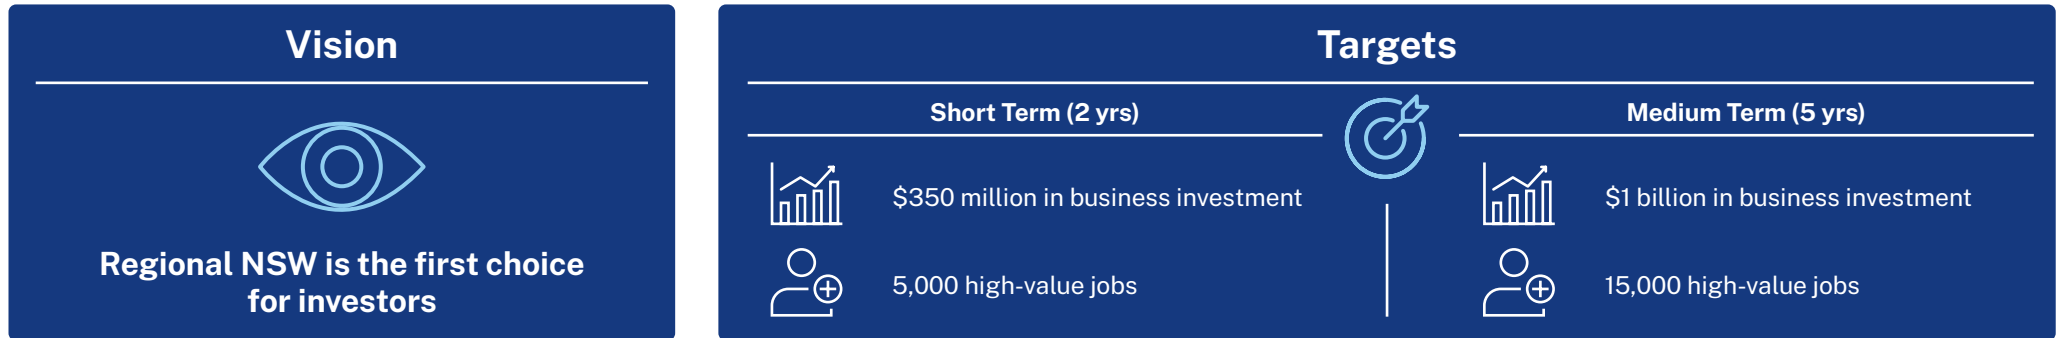 Vision
Regional NSW is the first choice
for investors
Targets
Short Term (2 yrs)
$350 million in business investment
5,000 high-value jobs
Medium Term (5 yrs)
$1 billion in business investment
15,000 high-value jobs